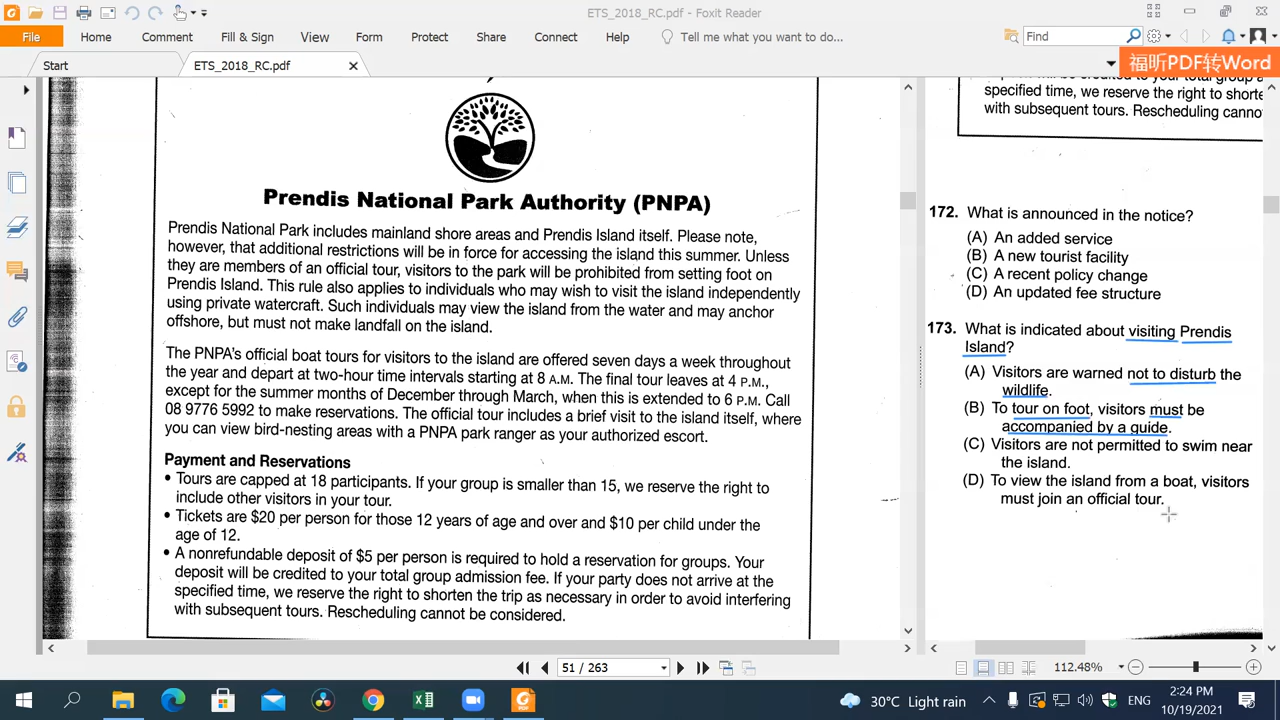 ETS_2018_RC.pdf - Foxit Reader
File
Home
Comment
Fill & Sign
View
Form
Protect
Share
Connect
Help
Tell me what you want to do...
Find
Start
ETS_2018_RC.pdf
福昕PDF转Word
Prendis National Park Authority (PNPA)
Prendis National Park includes mainland shore areas and Prendis Island itself. Please note,
however, that additional restrictions will be in force for accessing the island this summer. Unless
they are members of an official tour, visitors to the park will be prohibited from setting foot on
Prendis Island. This rule also applies to individuals who may wish to visit the island independently
using private watercraft. Such individuals may view the island from the water and may anchor
offshore, but must not make landfall on the island.
The PNPA's official boat tours for visitors to the island are offered seven days a week throughout
the year and depart at two-hour time intervals starting at 8 A.M. The final tour leaves at 4 P.M.,
except for the summer months of December through March, when this is extended to 6 P.M. Call
08 9776 5992 to make reservations. The official tour includes a brief visit to the island itself, where
you can view bird-nesting areas with a PNPA park ranger as your authorized escort.
Payment and Reservations
• Tours are capped at 18 participants. If your group is smaller than 15, we reserve the right to
include other visitors in your tour.
• Tickets are $20 per person for those 12 years of age and over and $10 per child under the
age of 12.
• A nonrefundable deposit of $5 per person is required to hold a reservation for groups. Your
deposit will be credited to your total group admission fee. If your party does not arrive at the
specified time, we reserve the right to shorten the trip as necessary in order to avoid interfering
with subsequent tours. Rescheduling cannot be considered.
specified time, we reserve the right to shorte
with subsequent tours. Rescheduling canno
172. What is announced in the notice?
(A) An added service
(B) A new tourist facility
(C) A recent policy change
(D) An updated fee structure
173. What is indicated about visiting Prendis
Island?
(A) Visitors are warned not to disturb the
wildlife.
(B) To tour on foot, visitors must be
accompanied by a guide.
(C) Visitors are not permitted to swim near
the island.
(D) To view the island from a boat, visitors
must join an official tour.
51 / 263
112.48%
30°C Light rain
ENG
2:24 PM
10/19/2021